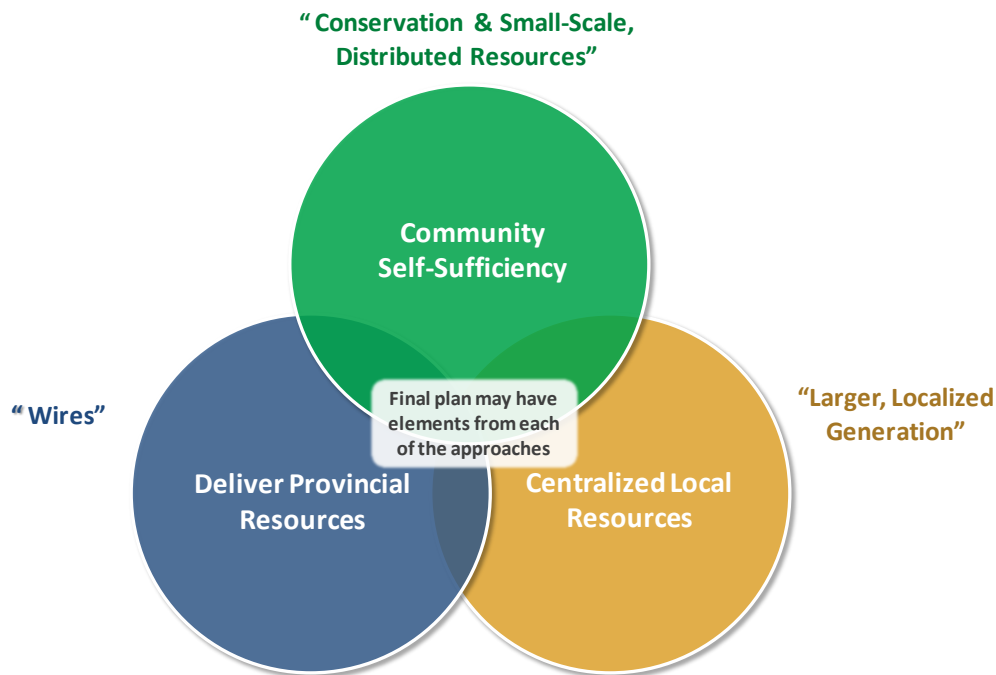 “ Conservation & Small-Scale,
Distributed Resources”
Community
Self-Sufficiency
“ Wires”
Final plan may have
elements from each
of the approaches
“Larger, Localized
Generation”
Deliver Provincial
Resources
Centralized Local
Resources